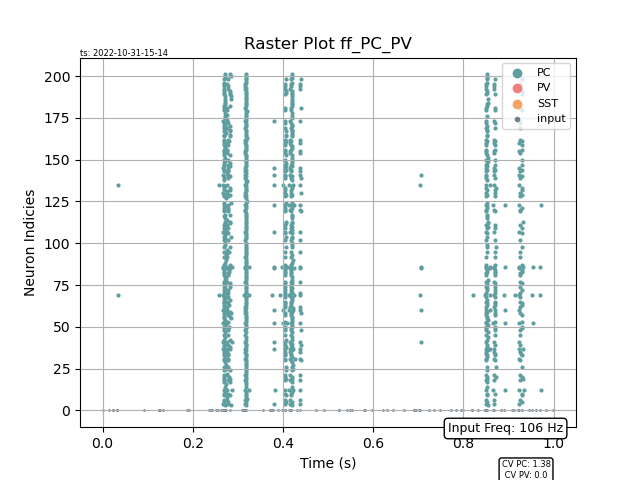 Raster Plot ff_PC_PV
ts: 2022-10-31-15-14
PC
PV
SST
input
200
175
150
125
100
75
50
25
0
Neuron Indicies
0.0 0.2 0.4 0.6 0.8 1.0
Time (s)
Input Freq: 106 Hz
CV PC: 1.38
CV PV: 0.0